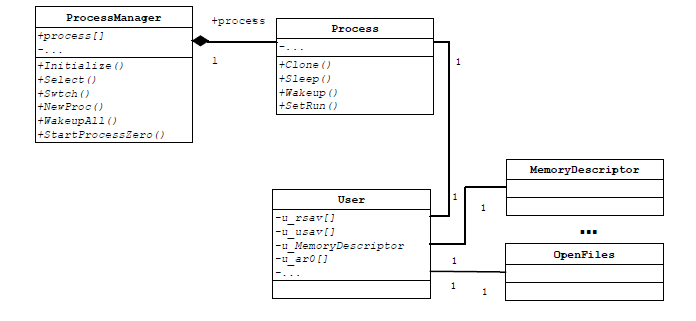 ProcessManager
+process[]
-...
+Initialize()
+Select()
+Swtch()
+NewProc()
+WakeupAll()
+StartProcessZero()
+process
1
Process
-...
+Clone()
+Sleep()
+Wakeup()
+SetRun()
1
User
-u_rsav[]
-u_usav[]
-u_MemoryDescriptor
-u_ar0[]
-...
1
1
MemoryDescriptor
...
OpenFiles
1
1
1